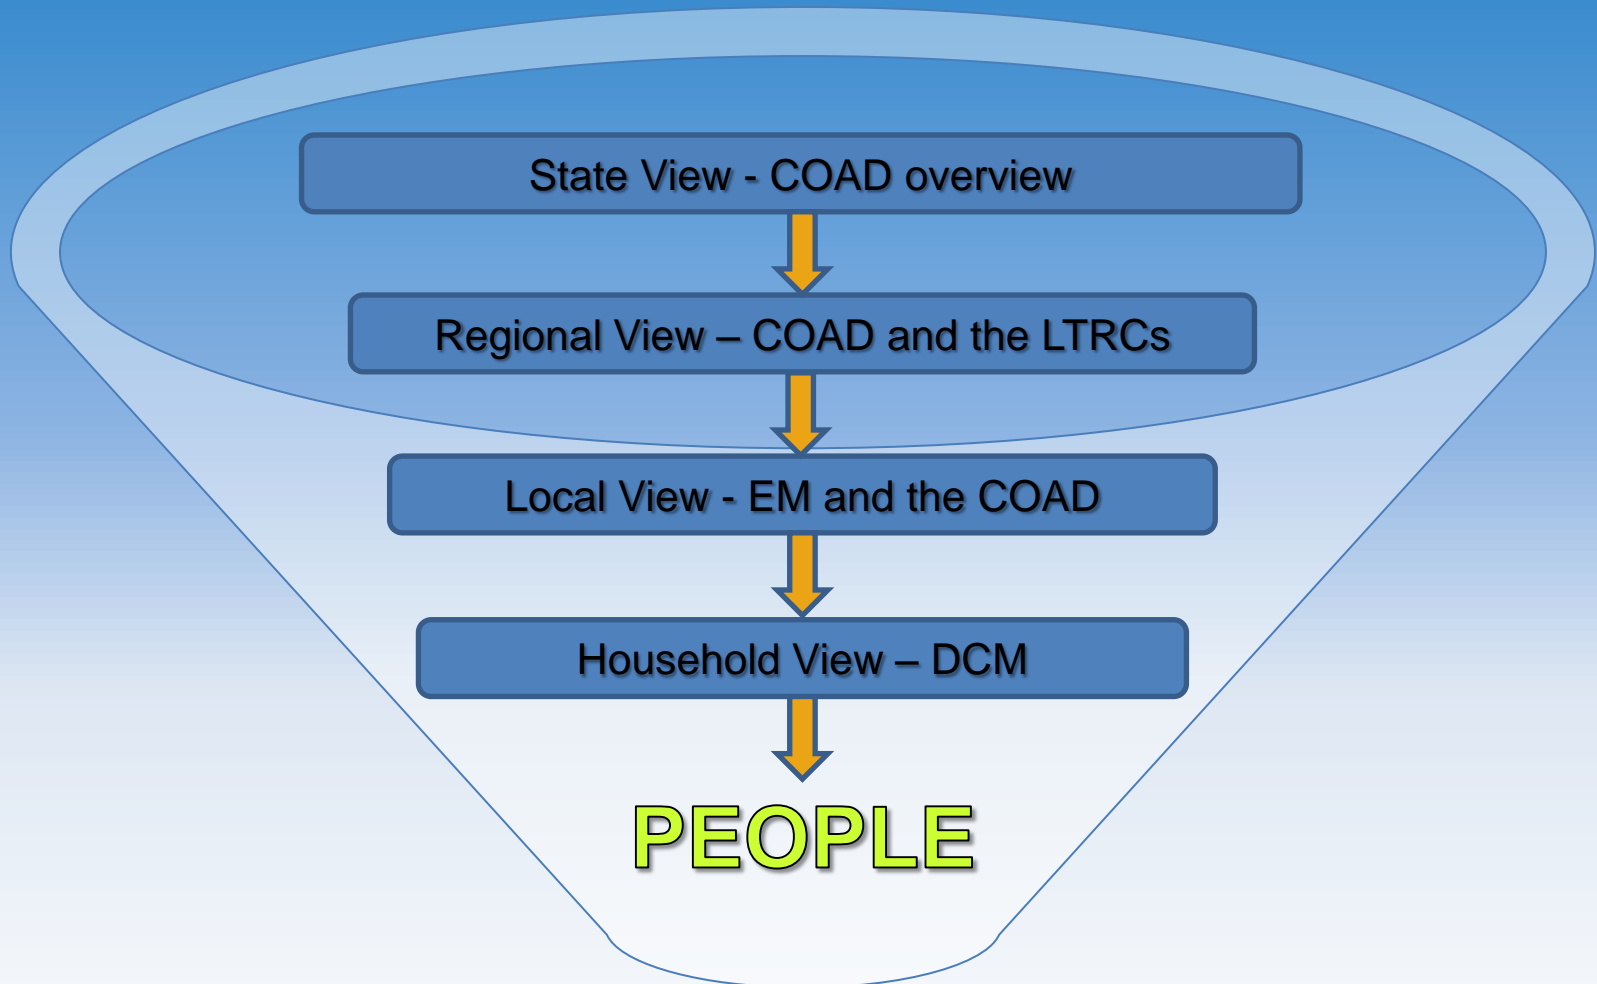 State View - COAD overview
Regional View – COAD and the LTRCs
Local View - EM and the COAD
Household View – DCM
PEOPLE